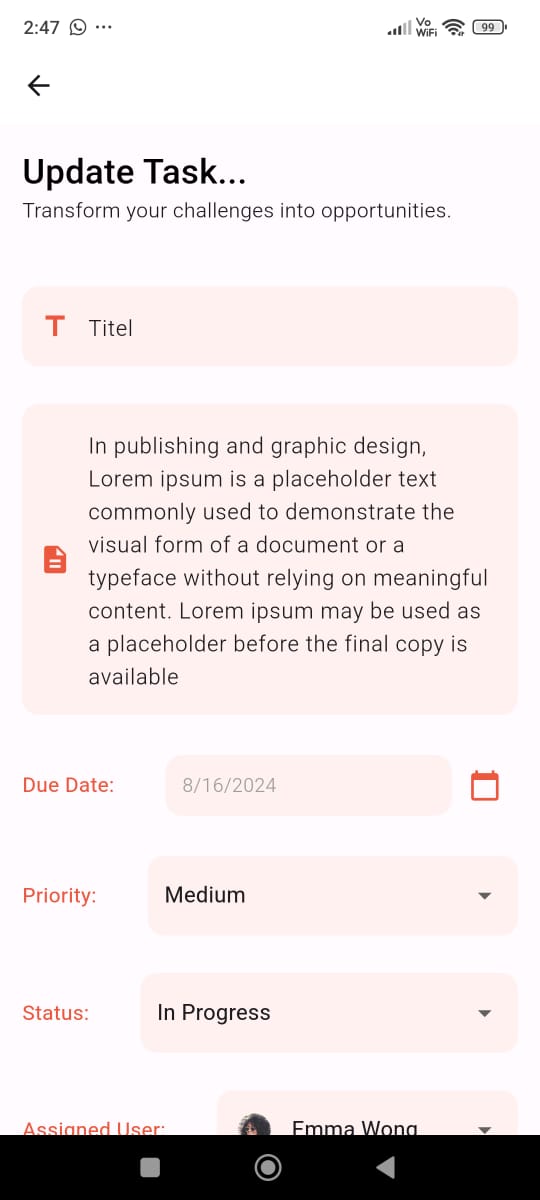 2:47
Vo
WiFi
99
Update Task...
Transform your challenges into opportunities.
T Titel
In publishing and graphic design,
Lorem ipsum is a placeholder text
commonly used to demonstrate the
visual form of a document or a
typeface without relying on meaningful
content. Lorem ipsum may be used as
a placeholder before the final copy is
available
Due Date: 8/16/2024
Priority: Medium
Status: In Progress
Assigned User: Emma Wong